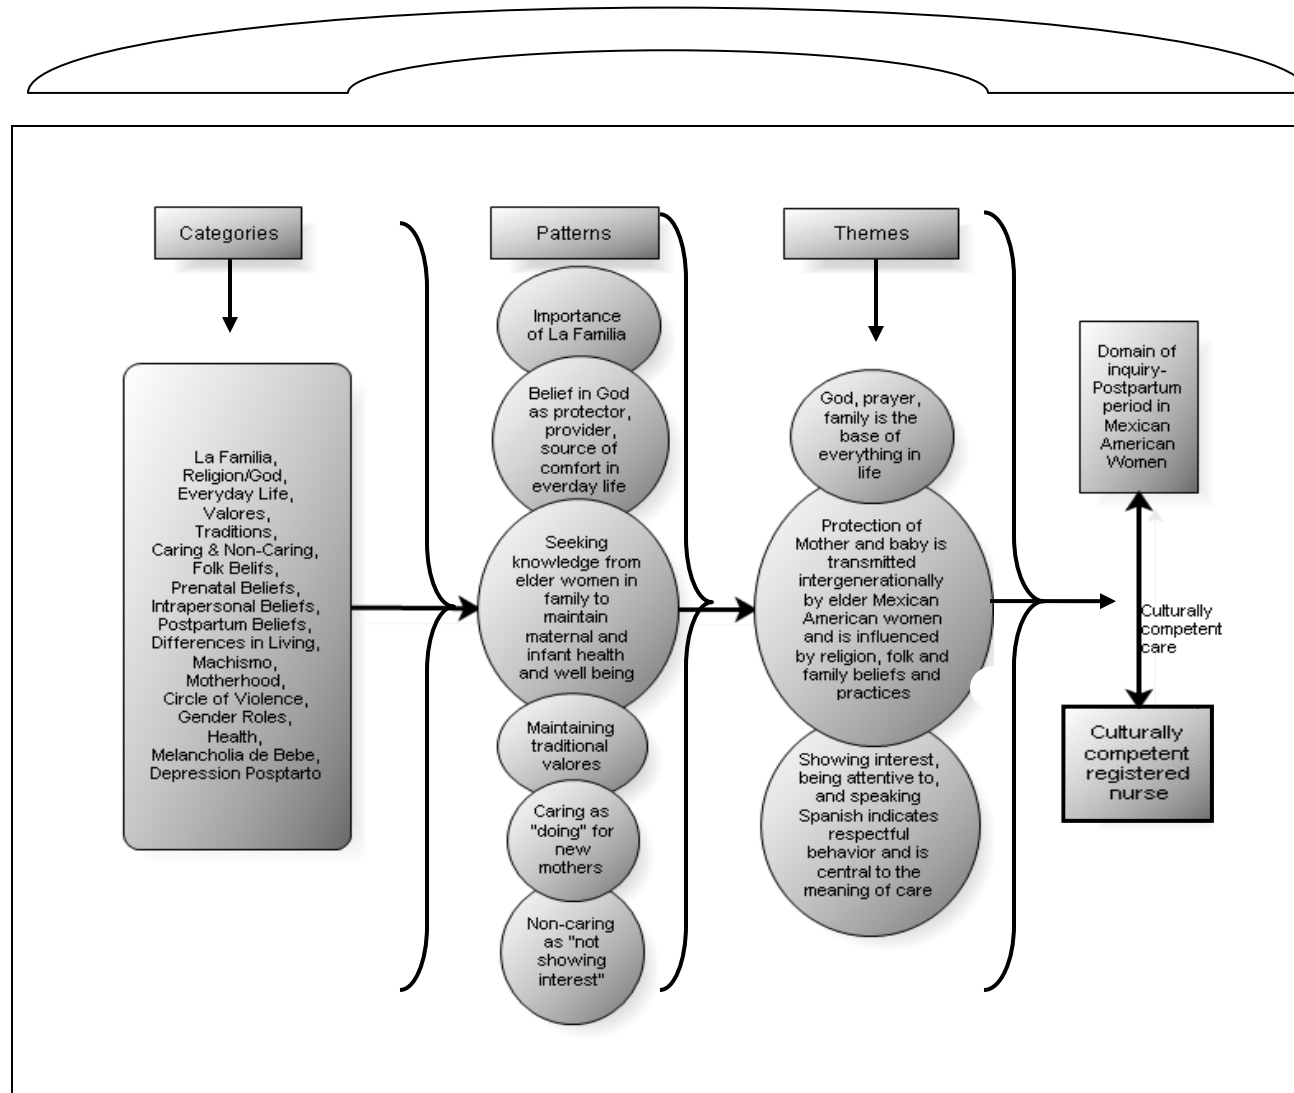 Categories
La Familia,
Religion/God,
Everyday Life,
Valores,
Traditions,
Caring & Non-Caring,
Folk Belifs,
Prenatal Beliefs,
Intrapersonal Beliefs,
Postpartum Beliefs,
Differences in Living,
Machismo,
Motherhood,
Circle of Violence,
Gender Roles,
Health,
Melancholia de Bebe,
Depression Posptarto
Patterns
Importance
of La Familia
Belief in God
as protector,
provider,
source of
comfort in
everday life
Seeking
knowledge from
elder women in
family to
maintain
maternal and
infant health
and well being
Maintaining
traditional
valores
Caring as
"doing" for
new
mothers
Non-caring
as "not
showing
interest"
Themes
God, prayer,
family is the
base of
everything in
life
Protection of
Mother and baby is
transmitted
intergenerationally
by elder Mexican
American women
and is influenced
by religion, folk and
family beliefs and
practices
Showing interest,
being attentive to,
and speaking
Spanish indicates
respectful
behavior and is
central to the
meaning of care
Domain of
inquiry-
Postpartum
period in
Mexican
American
Women
Culturally
competent
care
Culturally
competent
registered
nurse